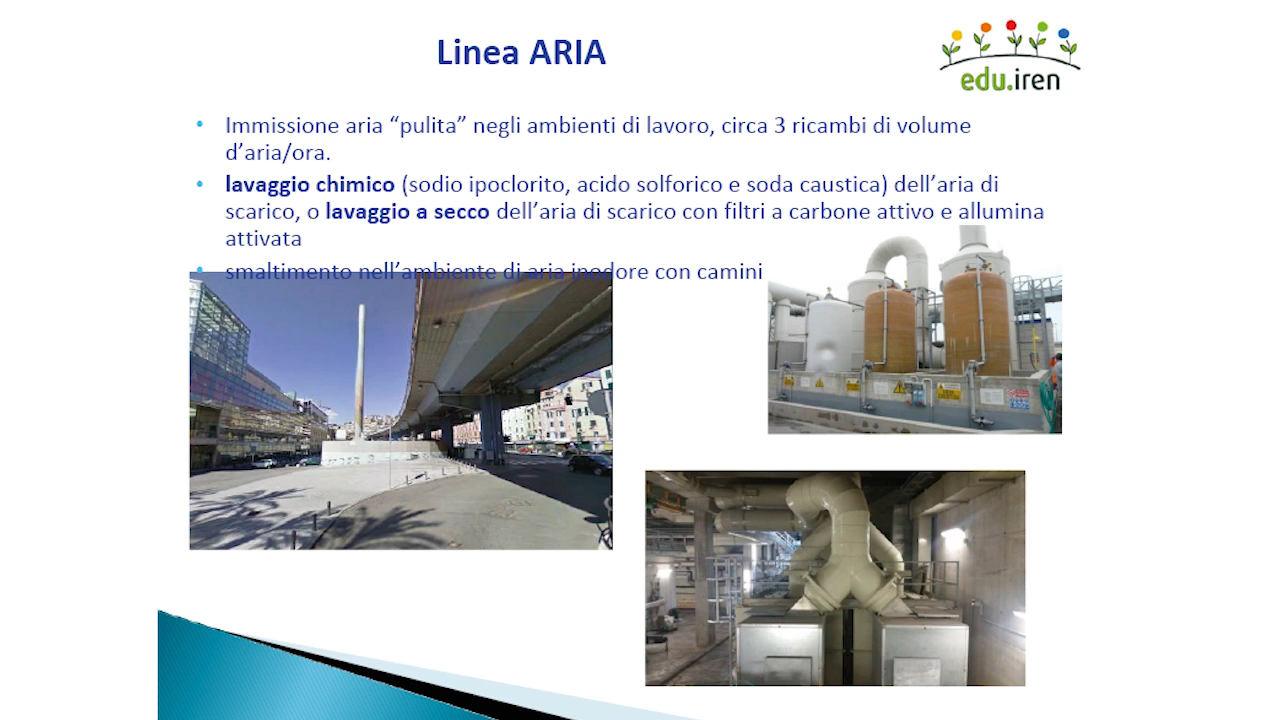 Linea ARIA
edu.iren
• Immissione aria “pulita” negli ambienti di lavoro, circa 3 ricambi di volume
d’aria/ora.
• lavaggio chimico (sodio ipoclorito, acido solforico e soda caustica) dell’aria di
scarico, o lavaggio a secco dell’aria di scarico con filtri a carbone attivo e allumina
attivata
• smaltimento nell’ambiente di aria inodore con camini